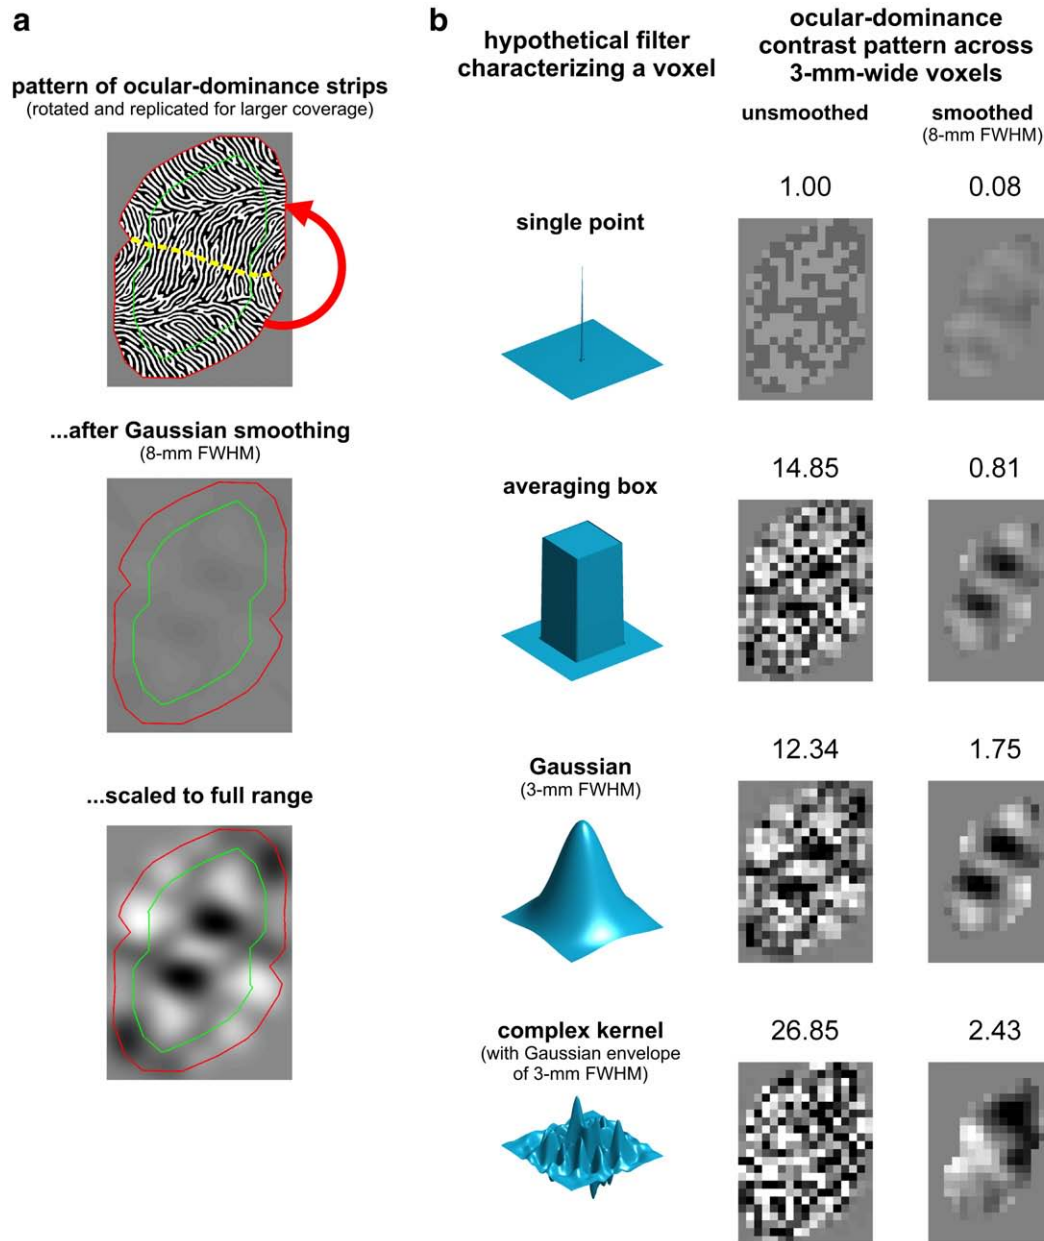 a
pattern of ocular-dominance strips
(rotated and replicated for larger coverage)
...after Gaussian smoothing
(8-mm FWHM)
...scaled to full range
b
hypothetical filter
characterizing a voxel
ocular-dominance
contrast pattern across
3-mm-wide voxels
unsmoothed
smoothed
(8-mm FWHM)
single point
1.00
0.08
averaging box
14.85
0.81
Gaussian
(3-mm FWHM)
12.34
1.75
complex kernel
(with Gaussian envelope
of 3-mm FWHM)
26.85
2.43